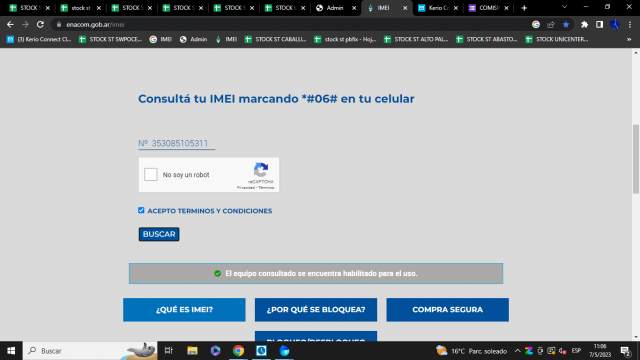 STOCK S
stock st
STOCK S
STOCK S
STOCK S
STOCK S
Admin
IMEI
Kerio Co
COMISI
enacom.gob.ar/imei
(3) Kerio Connect Cl...
STOCK ST SWPOCE...
IMEI
Admin
IMEI
STOCK ST CABALLI...
stock st pbfix - Hoj...
STOCK ST ALTO PAL...
STOCK ST ABASTO...
STOCK UNICENTER...
Consultá tu IMEI marcando *#06# en tu celular
Nº 353085105311
No soy un robot
reCAPTCHA
Privacidad - Términos
ACEPTO TERMINOS Y CONDICIONES
BUSCAR
El equipo consultado se encuentra habilitado para el uso.
¿QUÉ ES IMEI?
¿POR QUÉ SE BLOQUEA?
COMPRA SEGURA
BLOQUEO/DESBLOQUEO
Buscar
16°C Parc. soleado
ESP
11:06
7/5/2023